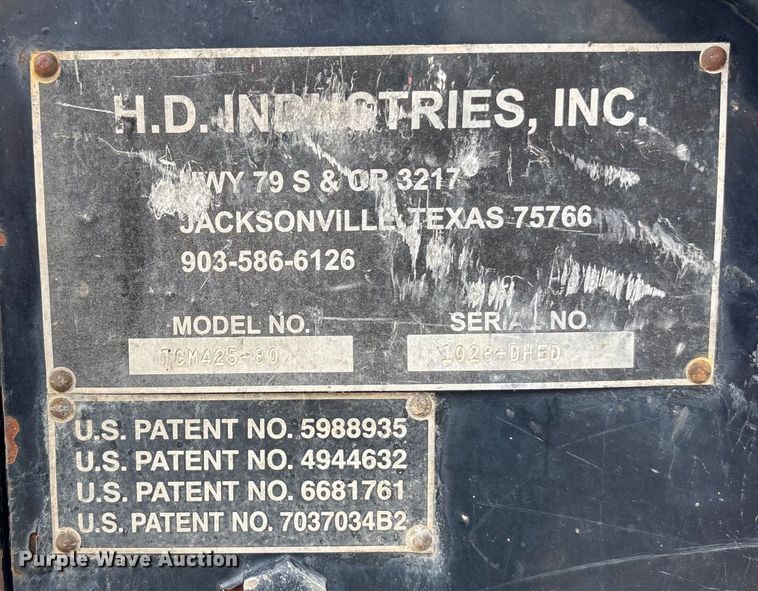 H.D. INDUSTRIES, INC.
HWY 79 S & CR 3217
JACKSONVILLE, TEXAS 75766
903-586-6126
MODEL NO. SERIAL NO.
TCM425-80 1028-DHED
U.S. PATENT NO. 5988935
U.S. PATENT NO. 4944632
U.S. PATENT NO. 6681761
U.S. PATENT NO. 7037034B2
Purple Wave Auction